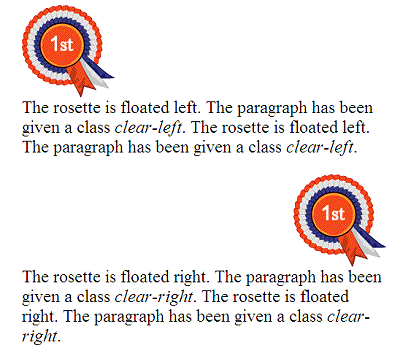 1st
The rosette is floated left. The paragraph has been
given a class clear-left. The rosette is floated left.
The paragraph has been given a class clear-left.
1st
The rosette is floated right. The paragraph has been
given a class clear-right. The rosette is floated
right. The paragraph has been given a class clear-
right.